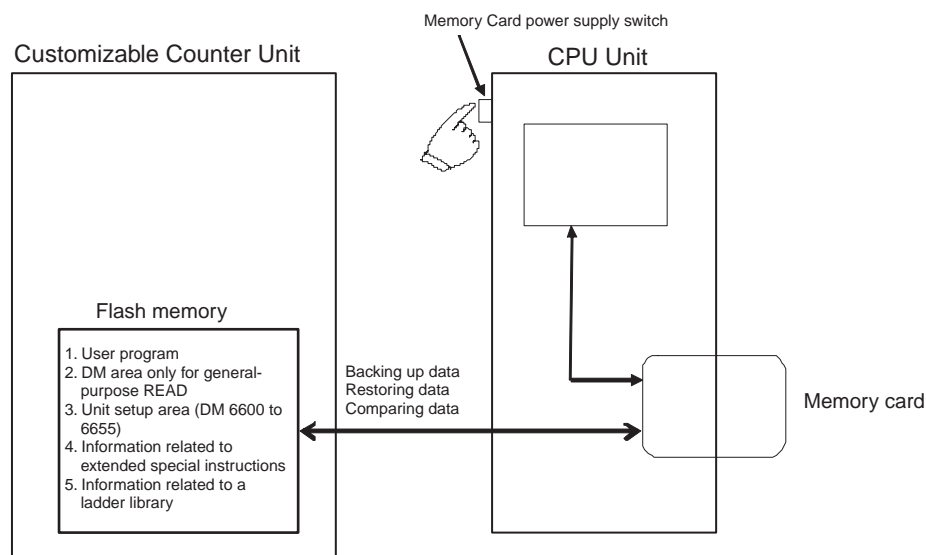 Memory Card power supply switch
Customizable Counter Unit
CPU Unit
Flash memory
1. User program
2. DM area only for general-
purpose READ
3. Unit setup area (DM 6600 to
6655)
4. Information related to
extended special instructions
5. Information related to a
ladder library
Backing up data
Restoring data
Comparing data
Memory card